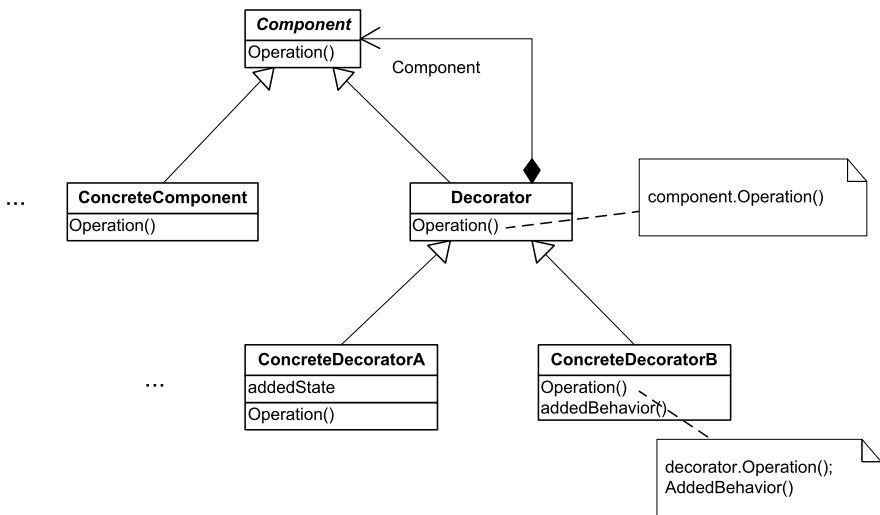 Component
Operation()
Component
...
ConcreteComponent
Operation()
Decorator
Operation()
component.Operation()
...
ConcreteDecoratorA
addedState
Operation()
ConcreteDecoratorB
Operation()
addedBehavior()
decorator.Operation();
AddedBehavior()